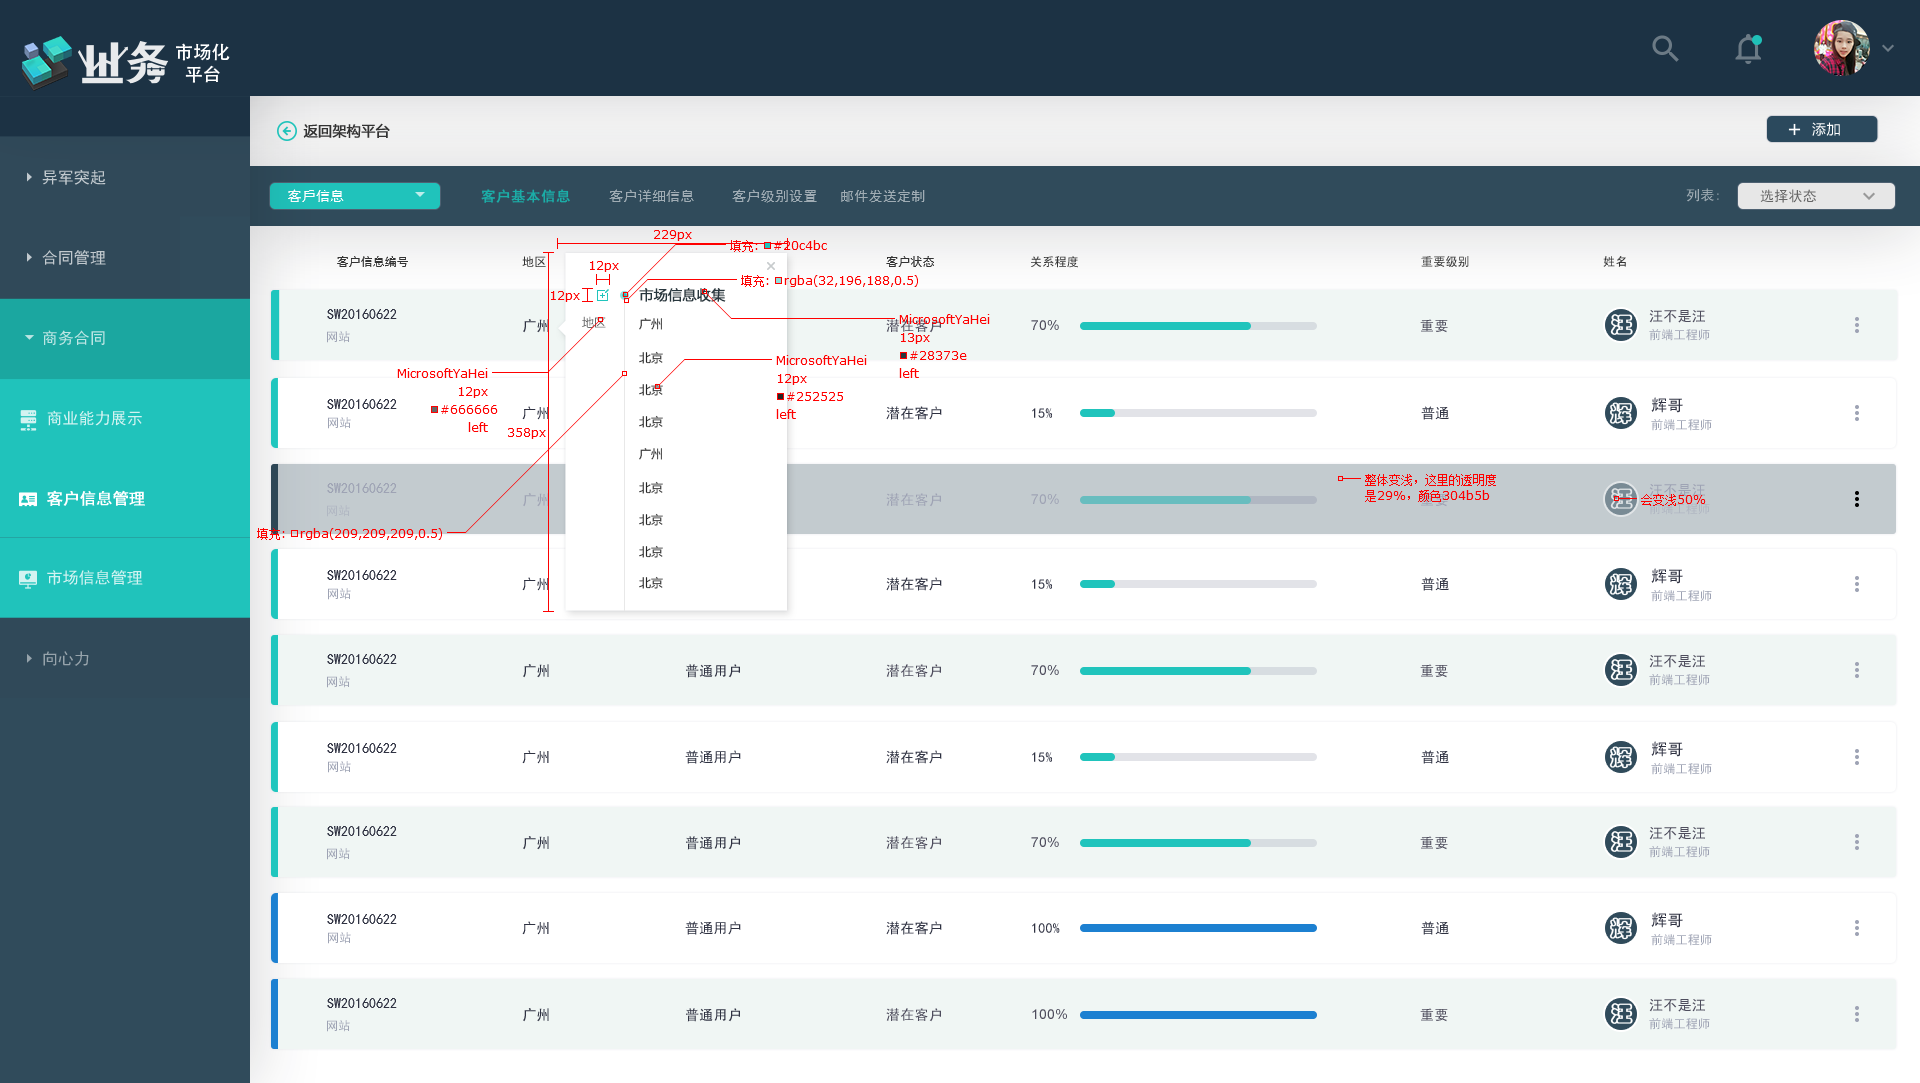 业务
市场化
平台
返回架构平台
添加
异军突起
合同管理
商务合同
商业能力展示
客户信息管理
市场信息管理
向心力
客戶信息
客户基本信息
客户详细信息
客户级别设置
邮件发送定制
列表:
选择状态
229px
填充: #20c4bc
客户信息编号
地区
客户状态
关系程度
重要级别
姓名
12px
填充: rgba(32,196,188,0.5)
12px
市场信息收集
地区
广州
北京
北京
北京
广州
北京
北京
北京
北京
MicrosoftYaHei
13px
#28373e
left
MicrosoftYaHei
12px
#252525
left
MicrosoftYaHei
12px
#666666
left
358px
填充: rgba(209,209,209,0.5)
整体变浅，这里的透明度
是29%，颜色304b5b
会变浅50%
SW20160622
网站
广州
潜在客户
70%
重要
汪
汪不是汪
前端工程师
SW20160622
网站
广州
潜在客户
15%
普通
辉
辉哥
前端工程师
SW20160622
网站
广州
潜在客户
70%
重要
汪
汪不是汪
前端工程师
SW20160622
网站
广州
潜在客户
15%
普通
辉
辉哥
前端工程师
SW20160622
网站
广州
普通用户
潜在客户
70%
重要
汪
汪不是汪
前端工程师
SW20160622
网站
广州
普通用户
潜在客户
15%
普通
辉
辉哥
前端工程师
SW20160622
网站
广州
普通用户
潜在客户
70%
重要
汪
汪不是汪
前端工程师
SW20160622
网站
广州
普通用户
潜在客户
100%
普通
辉
辉哥
前端工程师
SW20160622
网站
广州
普通用户
潜在客户
100%
重要
汪
汪不是汪
前端工程师